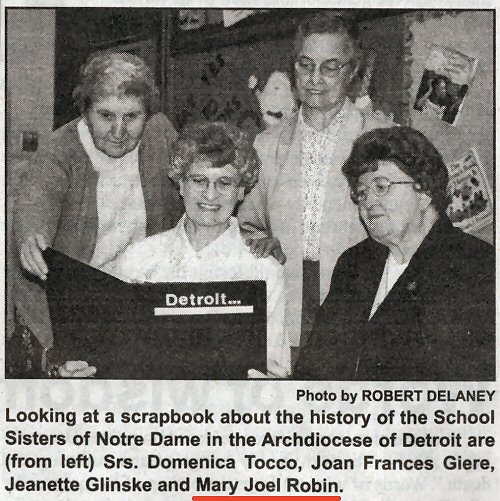 Detroit...
Photo by ROBERT DELANEY
Looking at a scrapbook about the history of the School
Sisters of Notre Dame in the Archdiocese of Detroit are
(from left) Srs. Domenica Tocco, Joan Frances Giere,
Jeanette Glinske and Mary Joel Robin.